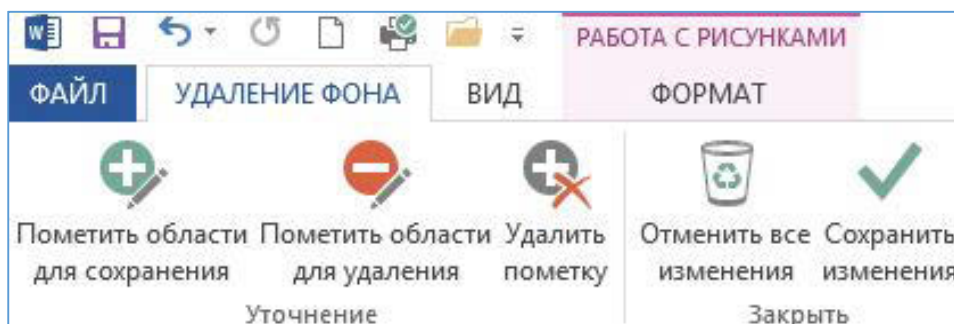 РАБОТА С РИСУНКАМИ
ФАЙЛ УДАЛЕНИЕ ФОНА ВИД ФОРМАТ
Пометить области Пометить области Удалить Отменить все Сохранить
для сохранения для удаления пометку изменения изменения
Уточнение Закрыть